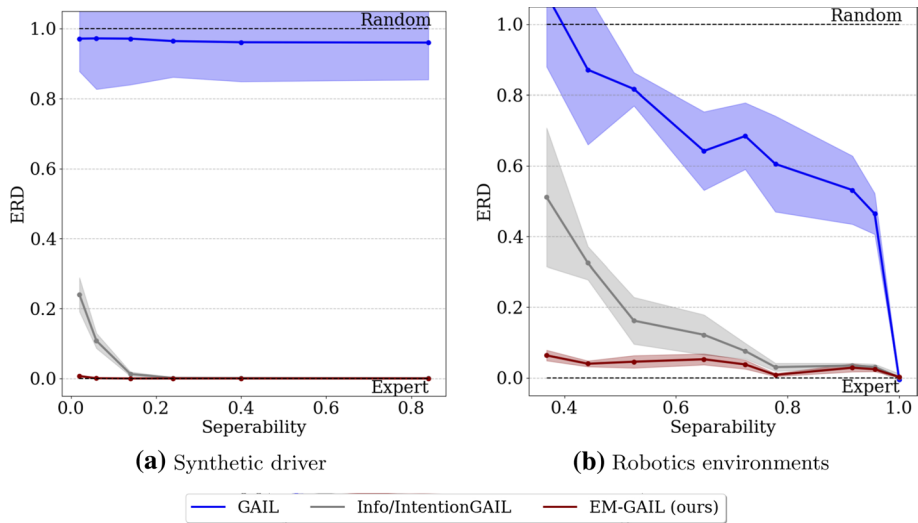 Random
1.0
0.8
0.6
0.4
0.2
0.0
ERD
Expert
0.0 0.2 0.4 0.6 0.8
Seperability
(a) Synthetic driver
Random
1.0
0.8
0.6
0.4
0.2
0.0
ERD
Expert
0.4 0.6 0.8 1.0
Separability
(b) Robotics environments
GAIL Info/IntentionGAIL EM-GAIL (ours)